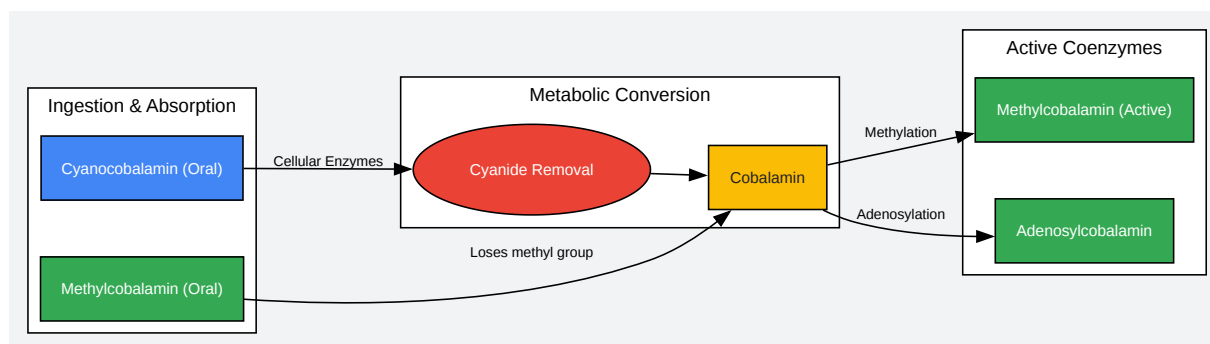 Ingestion & Absorption
Cyanocobalamin (Oral)
Methylcobalamin (Oral)
Cellular Enzymes
Loses methyl group
Metabolic Conversion
Cyanide Removal
Cobalamin
Methylation
Adenosylation
Active Coenzymes
Methylcobalamin (Active)
Adenosylcobalamin